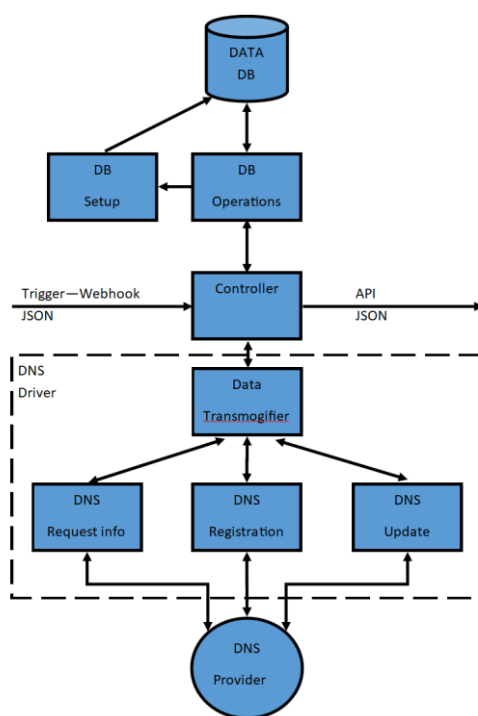 DATA
DB
DB
Setup
DB
Operations
Controller
Trigger—Webhook
JSON
API
JSON
DNS
Driver
Data
Transmogifier
DNS
Request info
DNS
Registration
DNS
Update
DNS
Provider